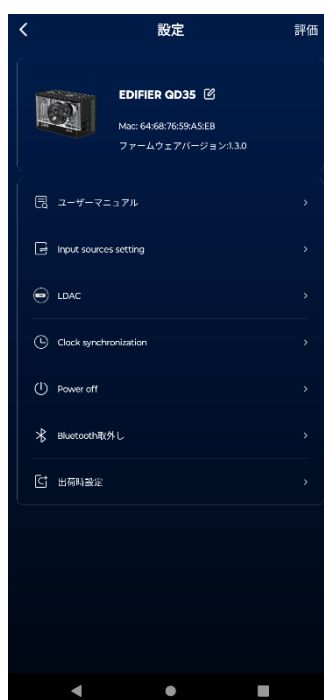 設定
評価
EDIFIER QD35
Mac: 64:68:76:59:A5:EB
ファームウェアバージョン:1.3.0
ユーザーマニュアル
Input sources setting
LDAC
Clock synchronization
Power off
Bluetooth取外し
出荷時設定